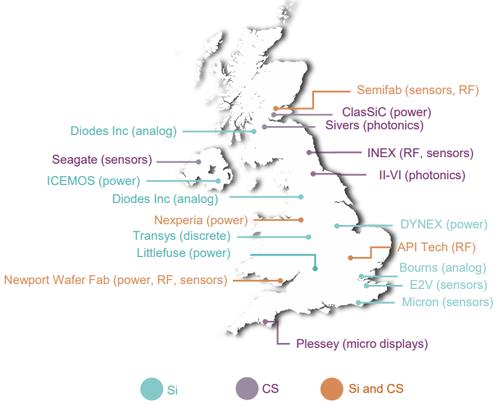 Semifab (sensors, RF)
ClasSiC (power)
Sivers (photonics)
Diodes Inc (analog)
Seagate (sensors)
INEX (RF, sensors)
II-VI (photonics)
ICEMOS (power)
Diodes Inc (analog)
Nexperia (power)
DYNEX (power)
Transys (discrete)
API Tech (RF)
Littlefuse (power)
Bourns (analog)
Newport Wafer Fab (power, RF, sensors)
E2V (sensors)
Micron (sensors)
Plessey (micro displays)
Si
CS
Si and CS